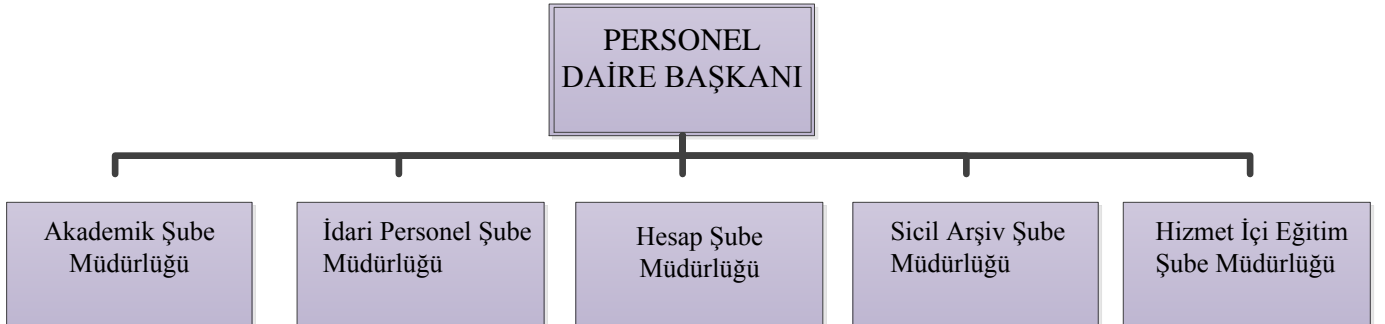 PERSONEL
DAİRE BAŞKANI
Akademik Şube
Müdürlüğü
İdari Personel Şube
Müdürlüğü
Hesap Şube
Müdürlüğü
Sicil Arşiv Şube
Müdürlüğü
Hizmet İçi Eğitim
Şube Müdürlüğü